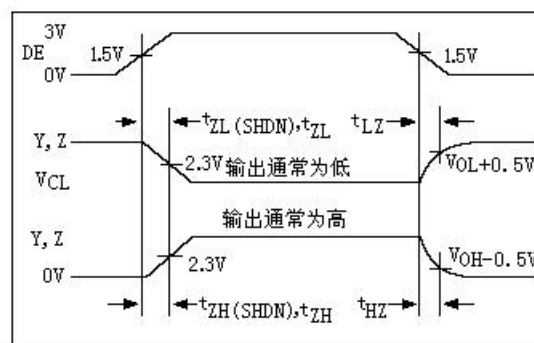 3V
DE 1.5V 1.5V
0V
tZL(SHDN),tZL tLZ
Y,Z
2.3V 输出通常为低 VOL+0.5V
VCL
输出通常为高
Y,Z
2.3V VOH-0.5V
0V
tZH(SHDN),tZH tHZ